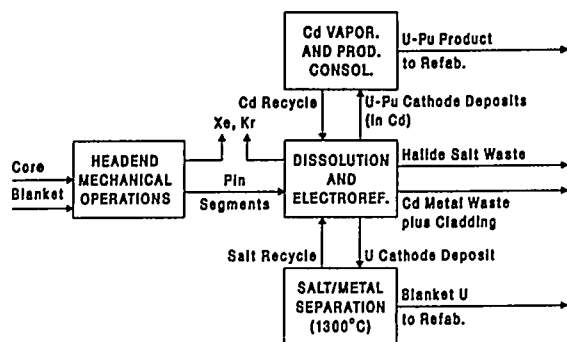 Cd VAPOR.
AND PROD.
CONSOL.
U-Pu Product
to Refab.
Cd Recycle
U-Pu Cathode Deposits
(in Cd)
Xe, Kr
Core
Blanket
HEADEND
MECHANICAL
OPERATIONS
Pin
Segments
DISSOLUTION
AND
ELECTROREF.
Halide Salt Waste
Cd Metal Waste
plus Cladding
Salt Recycle
U Cathode Deposit
SALT/METAL
SEPARATION
(1300°C)
Blanket U
to Refab.